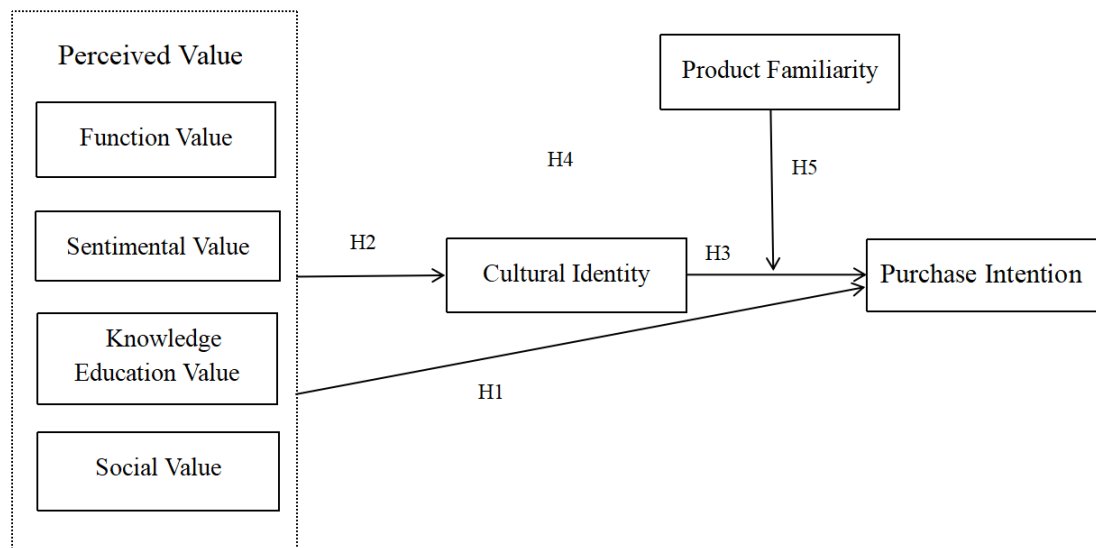 Perceived Value
Function Value
Sentimental Value
Knowledge
Education Value
Social Value
H2
Cultural Identity
H4
Product Familiarity
H5
H3
Purchase Intention
H1